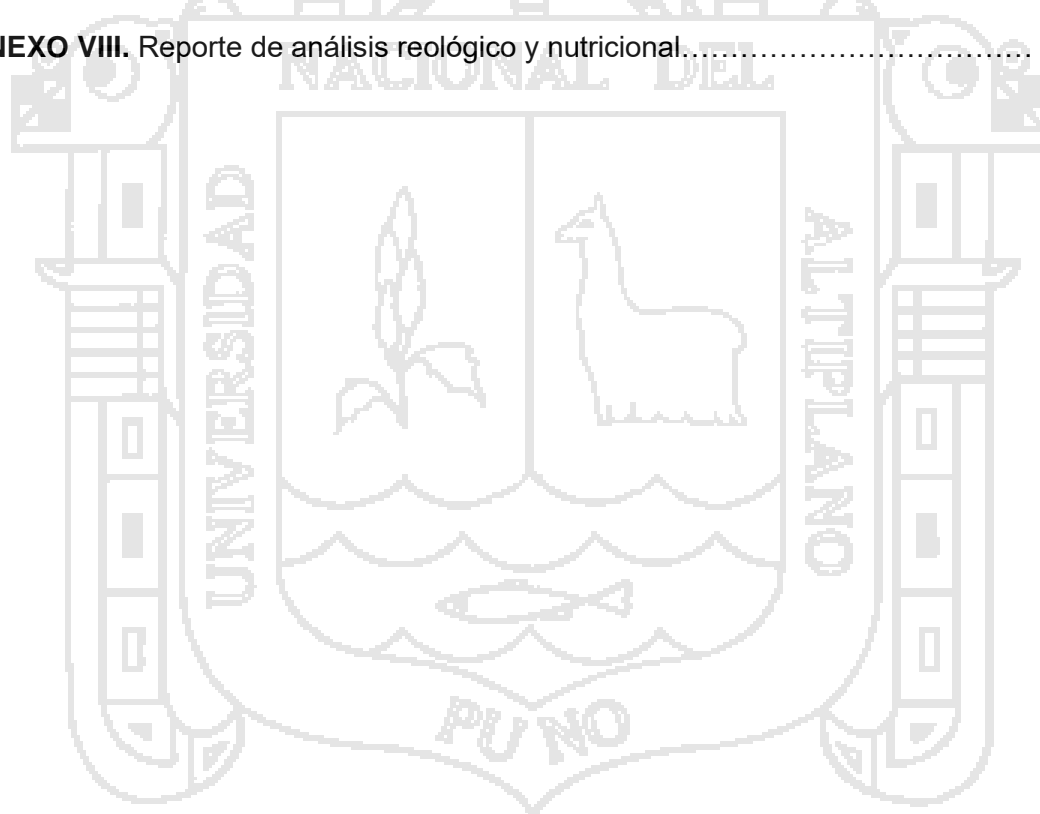 NEXO VIII. Reporte de análisis reológico y nutricional......................................
NACIONAL DEL
UNIVERSIDAD
ALTIPLANO
PUNO